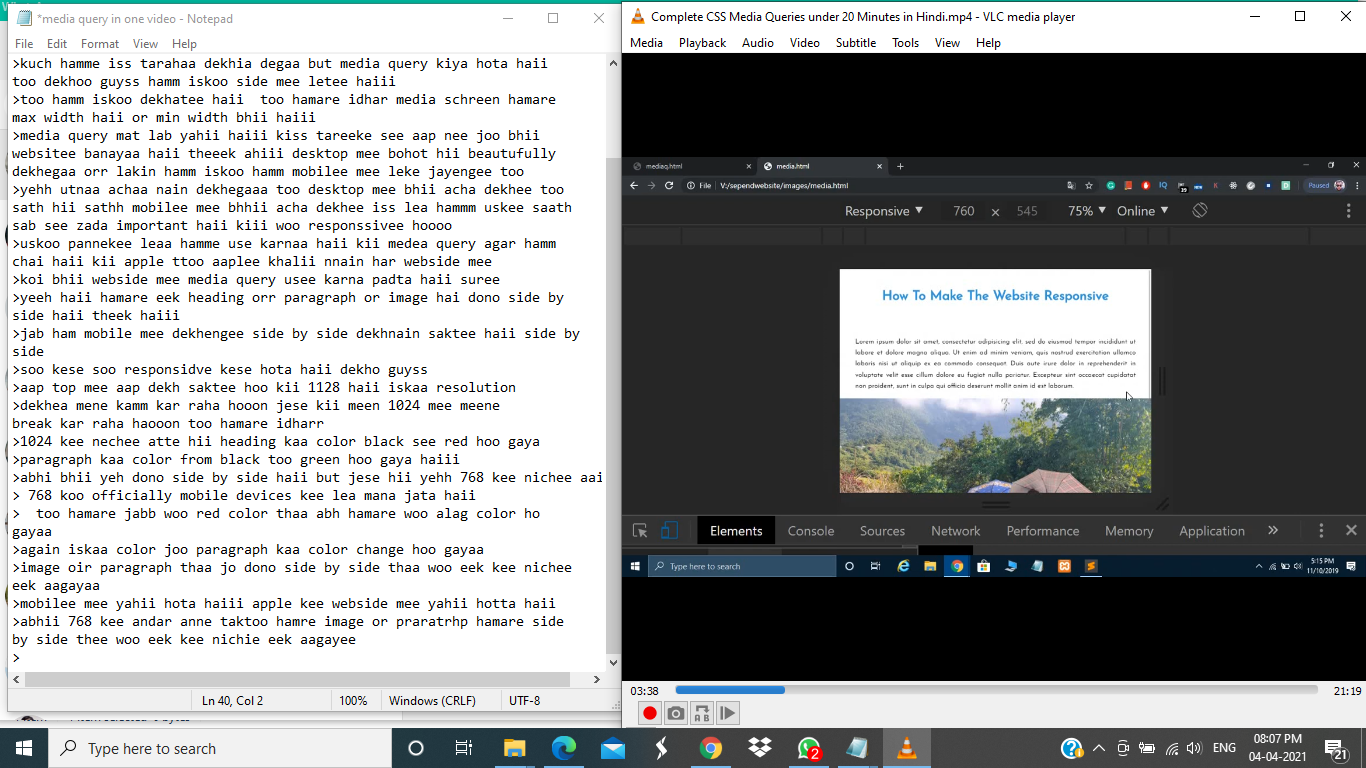 *media query in one video - Notepad
File Edit Format View Help
>kuch hamme iss tarahaa dekhia degaa but media query kiya hota haii
too dekhoo guyss hamm iskoo side mee letee haiii
>too hamm iskoo dekhatee haii  too hamare idhar media schreen hamare
max width haii or min width bhii haiii
>media query mat lab yahii haiii kiss tareeke see aap nee joo bhii
websitee banayaa haii theeek ahiii desktop mee bohot hii beautufully
dekhegaa orr lakin hamm iskoo hamm mobilee mee leke jayengee too
>yehh utnaa achaa nain dekhegaaa too desktop mee bhii acha dekhee too
sath hii sathh mobilee mee bhhii acha dekhee iss lea hammm uskee saath
sab see zada important haii kiii woo responssivee hoooo
>uskoo pannekee leaa hamme use karnaa haii kii medea query agar hamm
chai haii kii apple ttoo aaplee khalii nnain har webside mee
>koi bhii webside mee media query usee karna padta haii suree
>yeeh haii hamare eek heading orr paragraph or image hai dono side by
side haii theek haiii
>jab ham mobile mee dekhengee side by side dekhnain saktee haii side by
side
>soo kese soo responsidve kese hota haii dekho guyss
>aap top mee aap dekh saktee hoo kii 1128 haii iskaa resolution
>dekhea mene kamm kar raha hooon jese kii meen 1024 mee meene
break kar raha haooon too hamare idharr
>1024 kee nechee atte hii heading kaa color black see red hoo gaya
>paragraph kaa color from black too green hoo gaya haiii
>abhi bhii yeh dono side by side haii but jese hii yehh 768 kee nichee aai
> 768 koo officially mobile devices kee lea mana jata haii
>  too hamare jabb woo red color thaa abh hamare woo alag color ho
gayaa
>again iskaa color joo paragraph kaa color change hoo gayaa
>image oir paragraph thaa jo dono side by side thaa woo eek kee nichee
eek aagayaa
>mobilee mee yahii hota haiii apple kee webside mee yahii hotta haii
>abhii 768 kee andar anne taktoo hamre image or praratrhp hamare side
by side thee woo eek kee nichie eek aagayee
>
Ln 40, Col 2 100% Windows (CRLF) UTF-8
Complete CSS Media Queries under 20 Minutes in Hindi.mp4 - VLC media player
Media Playback Audio Video Subtitle Tools View Help
mediaq.html media.html
File V:/sependwebsite/images/media.html Paused
Responsive 760 x 545 75% Online
How To Make The Website Responsive
Lorem ipsum dolor sit amet, consectetur adipisicing elit, sed do eiusmod tempor incididunt ut
labore et dolore magna aliqua. Ut enim ad minim veniam, quis nostrud exercitation ullamco
laboris nisi ut aliquip ex ea commodo consequat. Duis aute irure dolor in reprehenderit in
voluptate velit esse cillum dolore eu fugiat nulla pariatur. Excepteur sint occaecat cupidatat
non proident, sunt in culpa qui officia deserunt mollit anim id est laborum.
Elements Console Sources Network Performance Memory Application
Type here to search
5:15 PM
11/10/2019
03:38 21:19
Type here to search
2
ENG
08:07 PM
04-04-2021
21